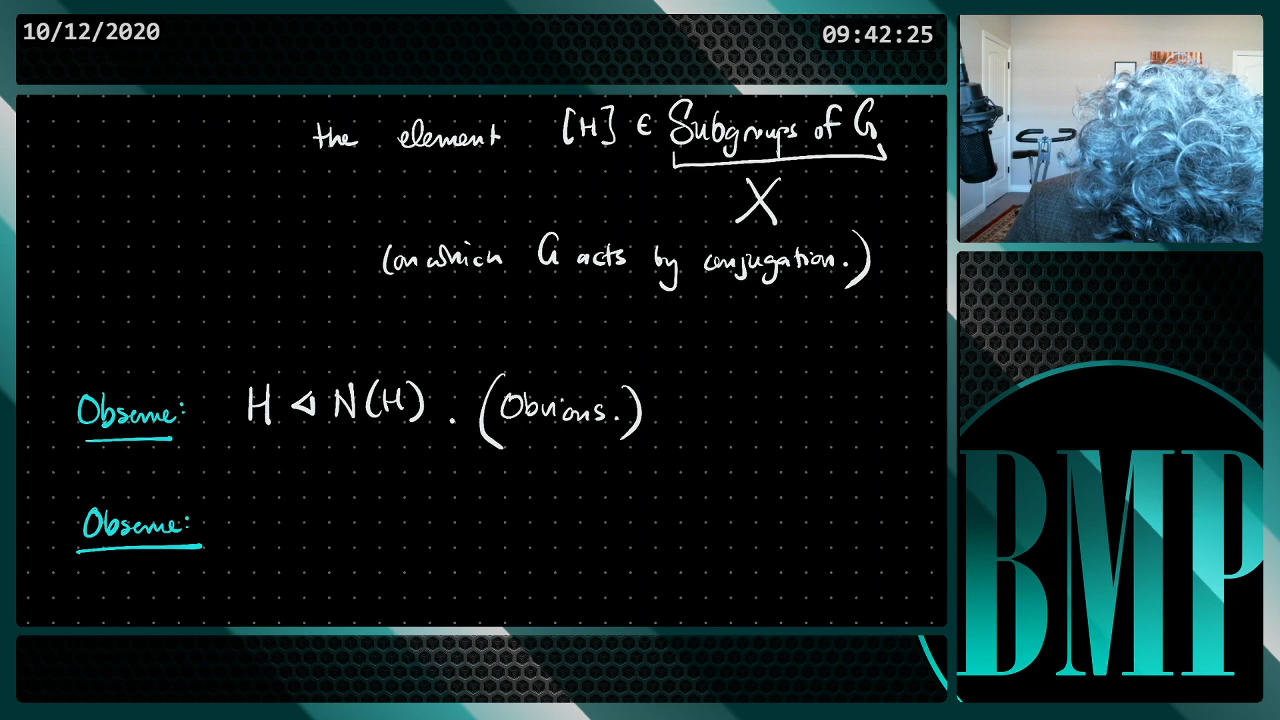 10/12/2020
09:42:25
the element [H] ∈ Subgroups of G
X
(on which G acts by conjugation.)
Observe: H ◁ N(H). (Obvious.)
Observe:
BMP